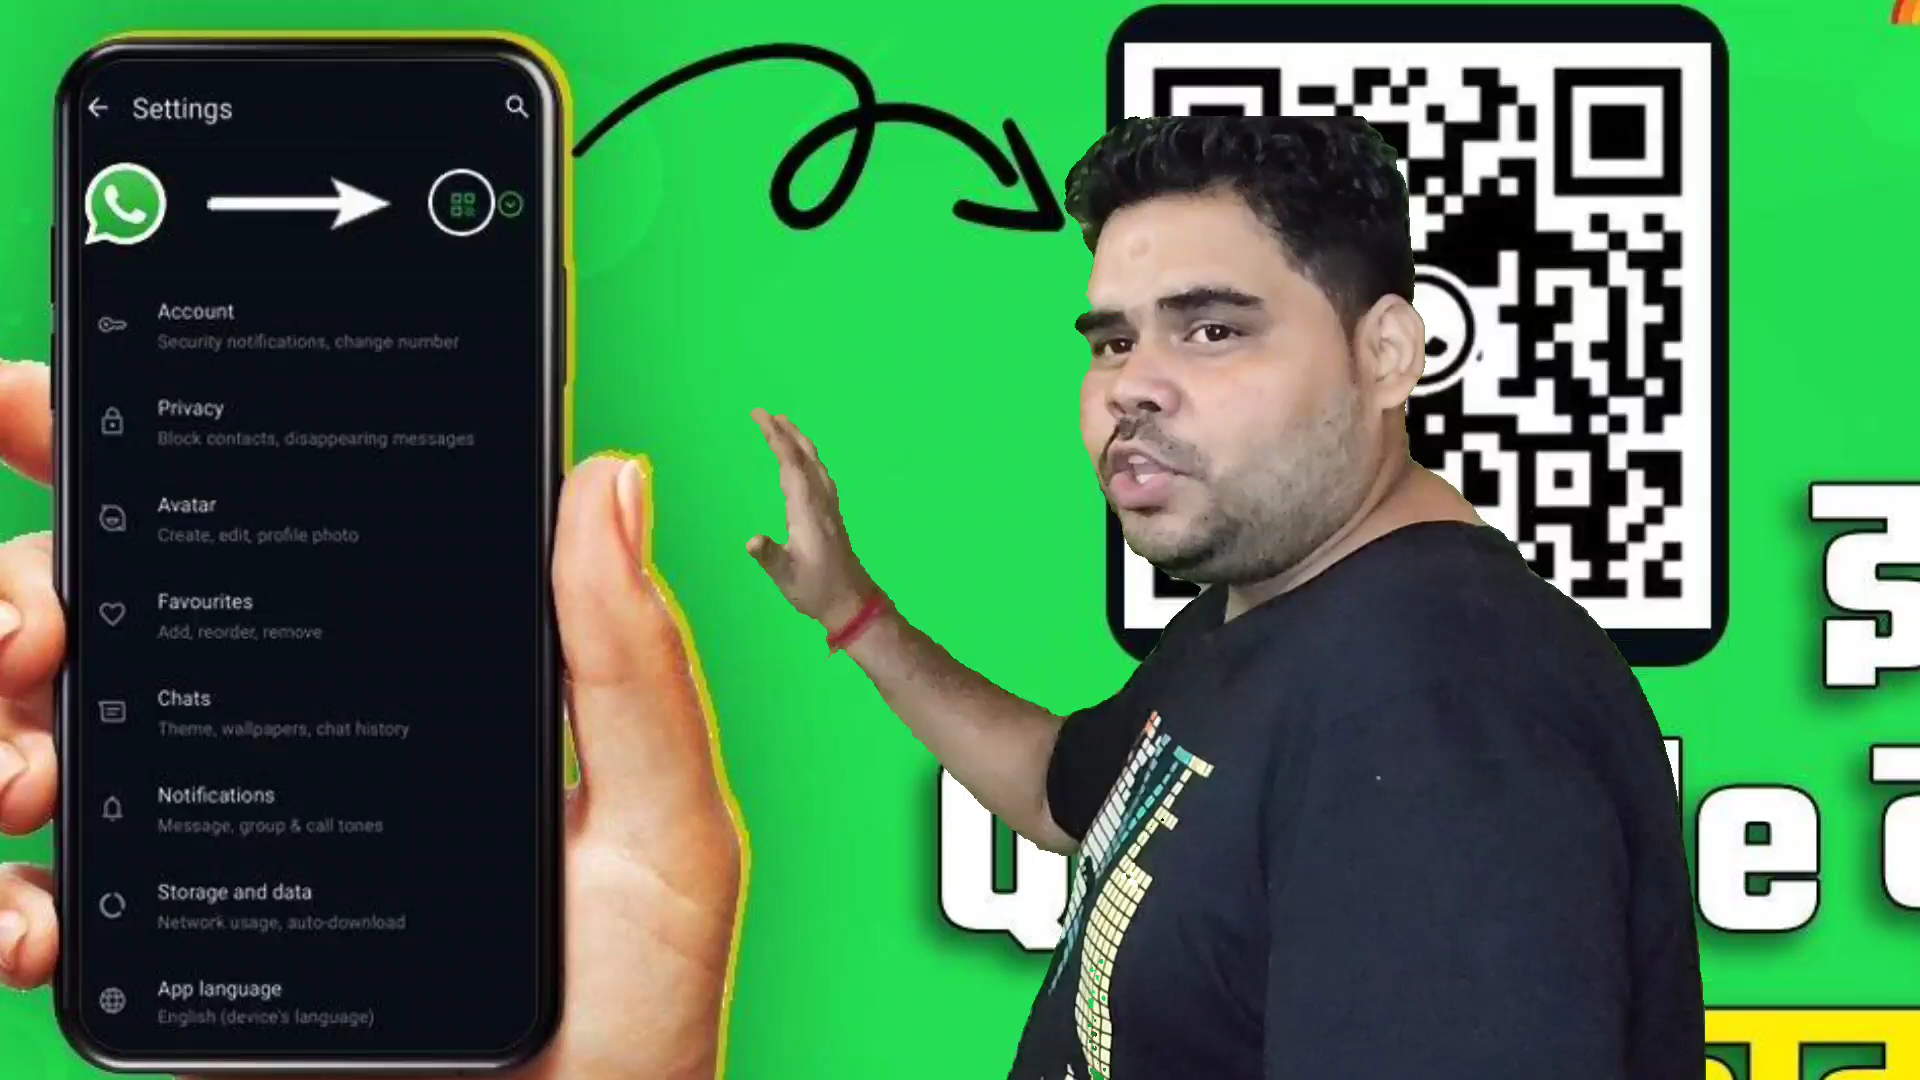 Settings
Account
Security notifications, change number
Privacy
Block contacts, disappearing messages
Avatar
Create, edit, profile photo
Favourites
Add, reorder, remove
Chats
Theme, wallpapers, chat history
Notifications
Message, group & call tones
Storage and data
Network usage, auto-download
App language
English (device's language)